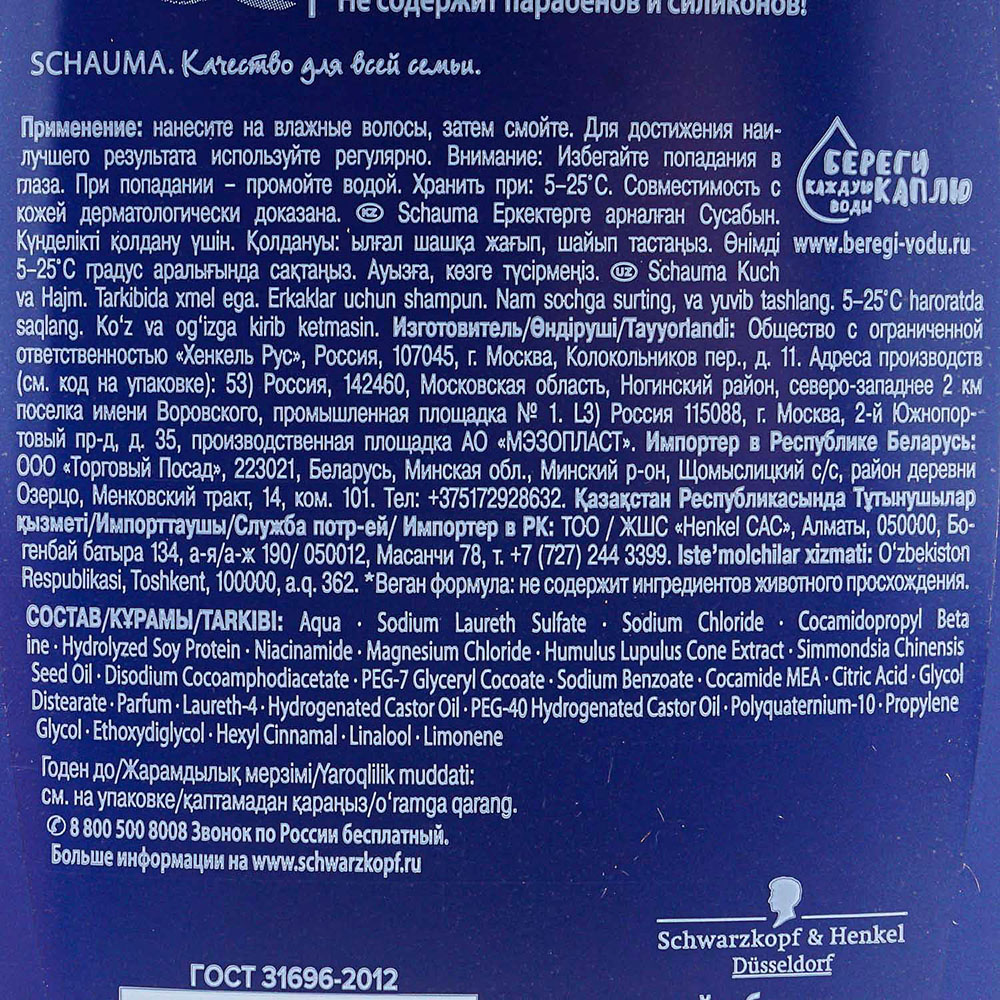 Не содержит парабенов и силиконов!
SCHAUMA. Качество для всей семьи.
Применение: нанесите на влажные волосы, затем смойте. Для достижения наи-
лучшего результата используйте регулярно. Внимание: Избегайте попадания в
глаза. При попадании – промойте водой. Хранить при: 5–25°С. Совместимость с
кожей дерматологически доказана. KZ Schauma Еркектерге арналған Сусабын.
Күнделікті қолдану үшін. Қолдануы: ылғал шашқа жағып, шайып тастаңыз. Өнімді
5–25°С градус аралығында сақтаңыз. Ауызға, көзге түсірмеңіз. UZ Schauma Kuch
va Hajm. Tarkibida xmel ega. Erkaklar uchun shampun. Nam sochga surting, va yuvib tashlang. 5–25°C haroratda
saqlang. Ko‘z va og‘izga kirib ketmasin. Изготовитель/Өндіруші/Tayyorlandi: Общество с ограниченной
ответственностью «Хенкель Рус», Россия, 107045, г. Москва, Колокольников пер., д. 11. Адреса производств
(см. код на упаковке): 53) Россия, 142460, Московская область, Ногинский район, северо-западнее 2 км
поселка имени Воровского, промышленная площадка № 1. L3) Россия 115088, г. Москва, 2-й Южнопор-
товый пр-д, д. 35, производственная площадка АО «МЭЗОПЛАСТ». Импортер в Республике Беларусь:
ООО «Торговый Посад», 223021, Беларусь, Минская обл., Минский р-он, Щомыслицкий с/с, район деревни
Озерцо, Менковский тракт, 14, ком. 101. Тел: +375172928632. Қазақстан Республикасында Тұтынушылар
қызметі/Импорттаушы/Служба потр-ей/ Импортер в РК: ТОО / ЖШС «Henkel САС», Алматы, 050000, Бо-
генбай батыра 134, а-я/а-ж 190/ 050012, Масанчи 78, т. +7 (727) 244 3399. Iste’molchilar xizmati: O‘zbekiston
Respublikasi, Toshkent, 100000, a.q. 362. *Веган формула: не содержит ингредиентов животного просхождения.
БЕРЕГИ
КАЖДУЮ КАПЛЮ
ВОДЫ
www.beregi-vodu.ru
СОСТАВ/ҚҰРАМЫ/TARKIBI: Aqua · Sodium Laureth Sulfate · Sodium Chloride · Cocamidopropyl Beta
ine · Hydrolyzed Soy Protein · Niacinamide · Magnesium Chloride · Humulus Lupulus Cone Extract · Simmondsia Chinensis
Seed Oil · Disodium Cocoamphodiacetate · PEG-7 Glyceryl Cocoate · Sodium Benzoate · Cocamide MEA · Citric Acid · Glycol
Distearate · Parfum · Laureth-4 · Hydrogenated Castor Oil · PEG-40 Hydrogenated Castor Oil · Polyquaternium-10 · Propylene
Glycol · Ethoxydiglycol · Hexyl Cinnamal · Linalool · Limonene
Годен до/Жарамдылық мерзімі/Yaroqlilik muddati:
см. на упаковке/қаптамадан қараңыз/o‘ramga qarang.
✆ 8 800 500 8008 Звонок по России бесплатный.
Больше информации на www.schwarzkopf.ru
Schwarzkopf & Henkel
Düsseldorf
ГОСТ 31696-2012